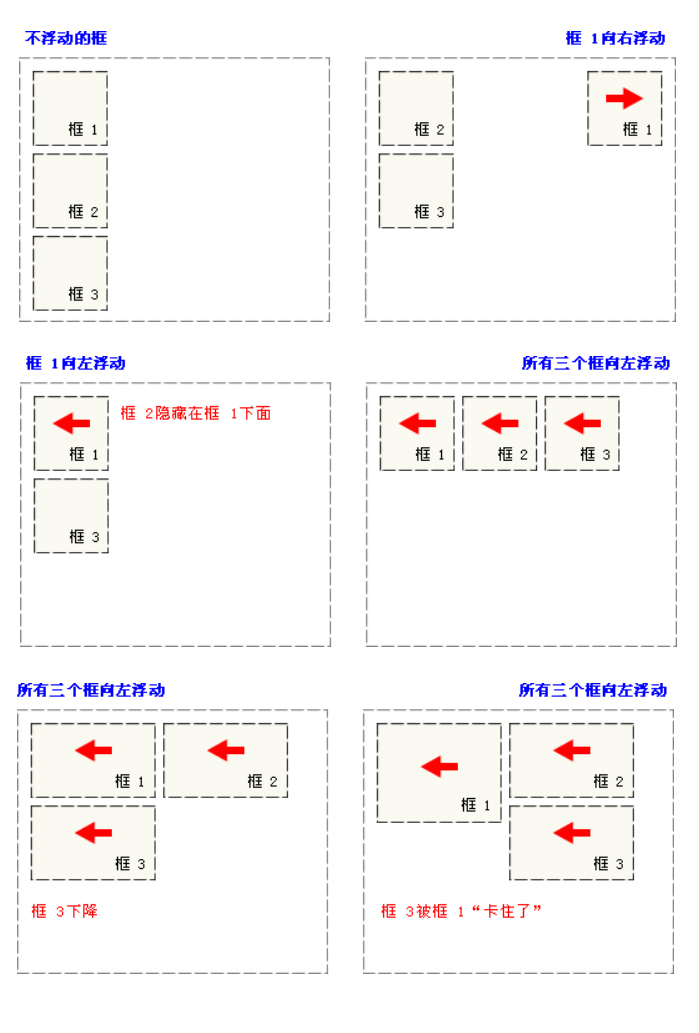 不浮动的框
框 1
框 2
框 3
框 1向右浮动
框 2
框 1
框 3
框 1向左浮动
框 1
框 2隐藏在框 1下面
框 3
所有三个框向左浮动
框 1
框 2
框 3
所有三个框向左浮动
框 1
框 2
框 3
框 3下降
所有三个框向左浮动
框 1
框 2
框 3
框 3被框 1“卡住了”